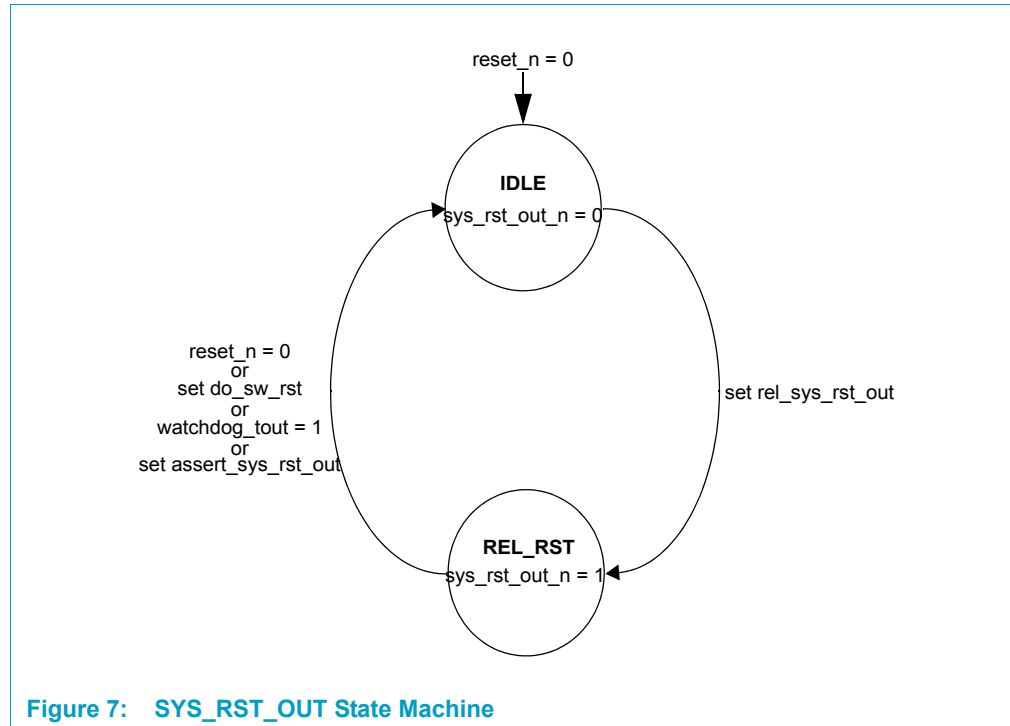 reset_n = 0
IDLE
sys_rst_out_n = 0
reset_n = 0
or
set do_sw_rst
or
watchdog_tout = 1
or
set assert_sys_rst_out
set rel_sys_rst_out
REL_RST
sys_rst_out_n = 1
Figure 7: SYS_RST_OUT State Machine